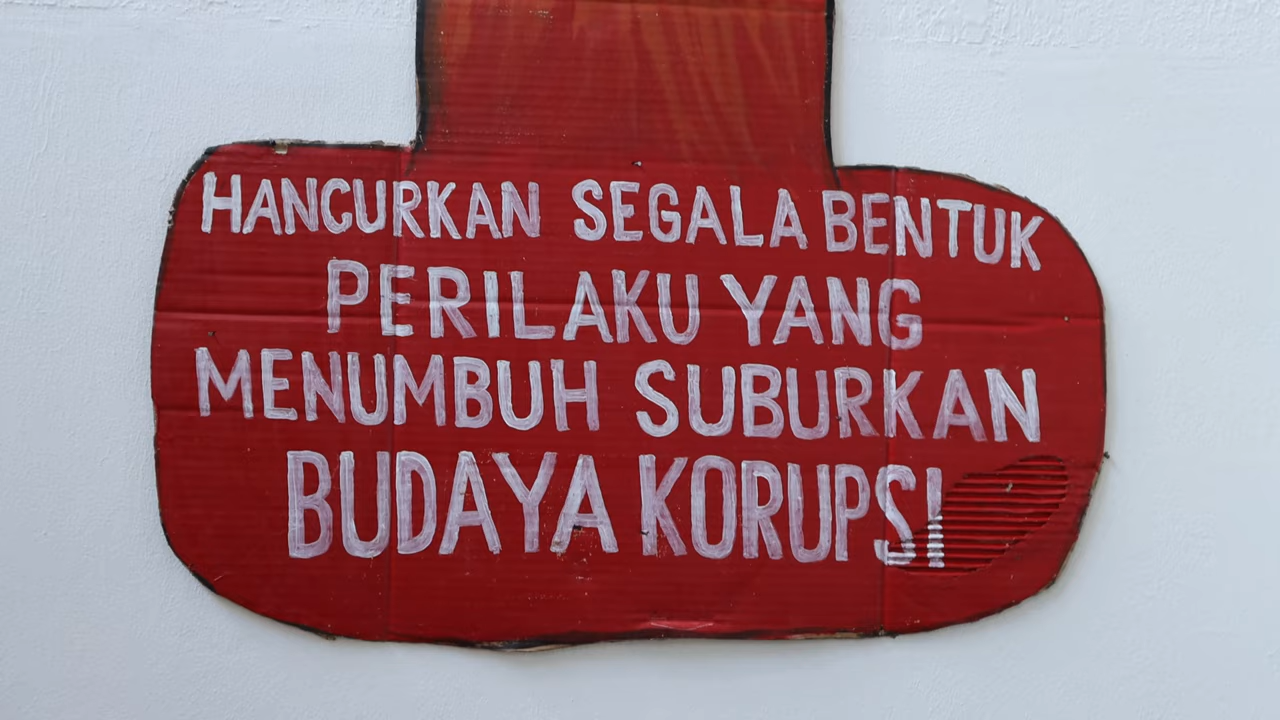 HANCURKAN SEGALA BENTUK
PERILAKU YANG
MENUMBUH SUBURKAN
BUDAYA KORUPSI